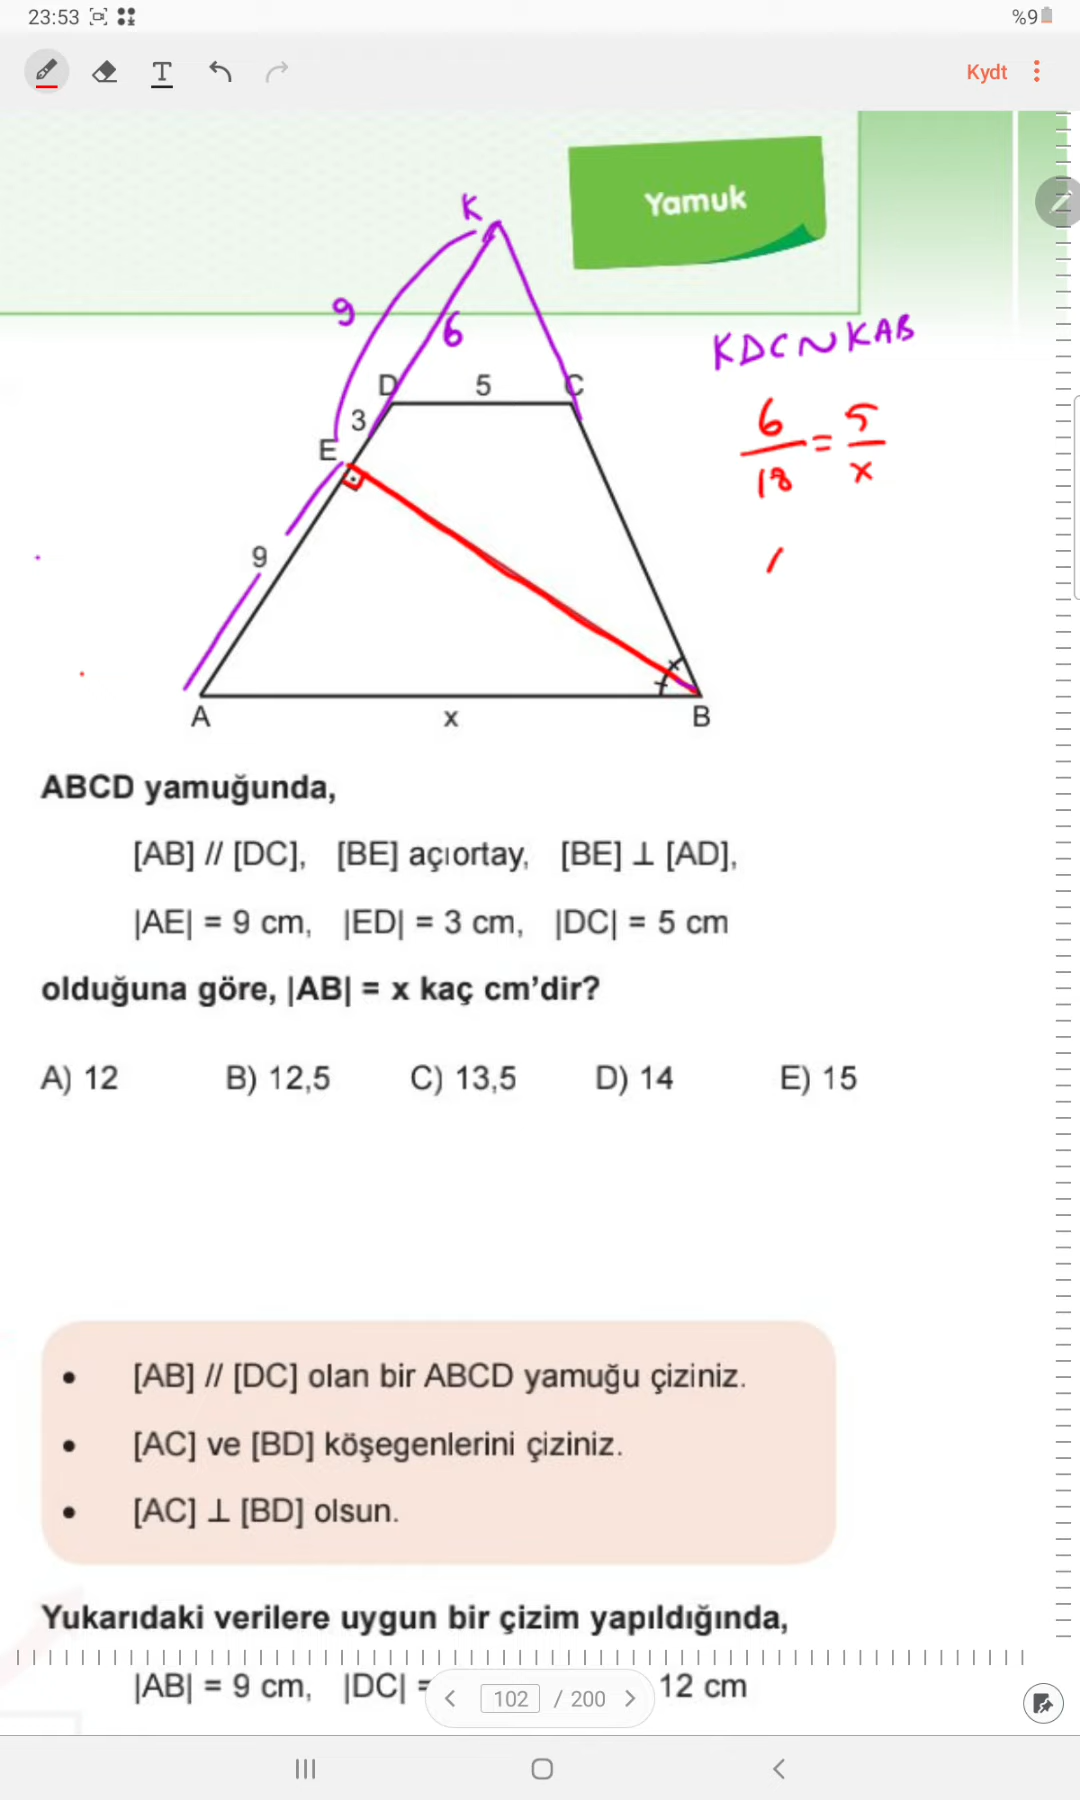 23:53
%9
T
Kydt
Yamuk
K
9
6
KDC~KAB
D
5
C
3
6/18 = 5/x
E
9
A
x
B
ABCD yamuğunda,
[AB] // [DC], [BE] açıortay, [BE] ⊥ [AD],
|AE| = 9 cm, |ED| = 3 cm, |DC| = 5 cm
olduğuna göre, |AB| = x kaç cm'dir?
A) 12 B) 12,5 C) 13,5 D) 14 E) 15
• [AB] // [DC] olan bir ABCD yamuğu çiziniz.
• [AC] ve [BD] köşegenlerini çiziniz.
• [AC] ⊥ [BD] olsun.
Yukarıdaki verilere uygun bir çizim yapıldığında,
|AB| = 9 cm, |DC| = 12 cm
102 / 200